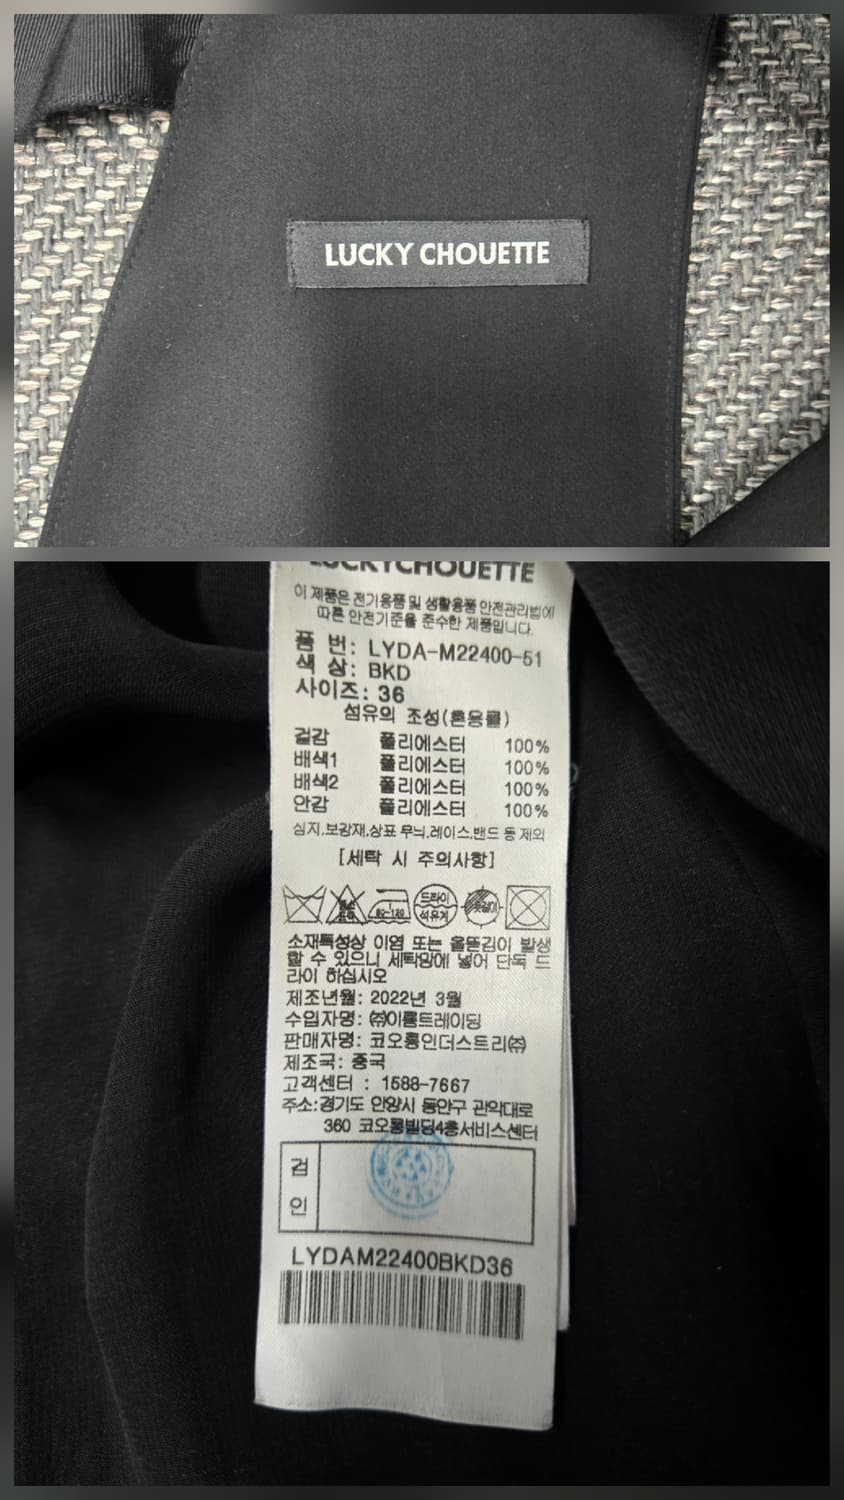 LUCKY CHOUETTE
LUCKYCHOUETTE
이 제품은 전기용품 및 생활용품 안전관리법에
따른 안전기준을 준수한 제품입니다.
품 번: LYDA-M22400-51
색 상: BKD
사이즈: 36
섬유의 조성(혼용률)
겉감 폴리에스터 100%
배색1 폴리에스터 100%
배색2 폴리에스터 100%
안감 폴리에스터 100%
심지,보강재,상표 무늬,레이스,밴드 등 제외
[세탁 시 주의사항]
80-120 드라이
석유계 옷걸이
소재특성상 이염 또는 올뜯김이 발생
할 수 있으니 세탁망에 넣어 단독 드
라이 하십시오
제조년월: 2022년 3월
수입자명: ㈜이룸트레이딩
판매자명: 코오롱인더스트리㈜
제조국: 중국
고객센터 : 1588-7667
주소:경기도 안양시 동안구 관악대로
360 코오롱빌딩4층서비스센터
검
인
LYDAM22400BKD36